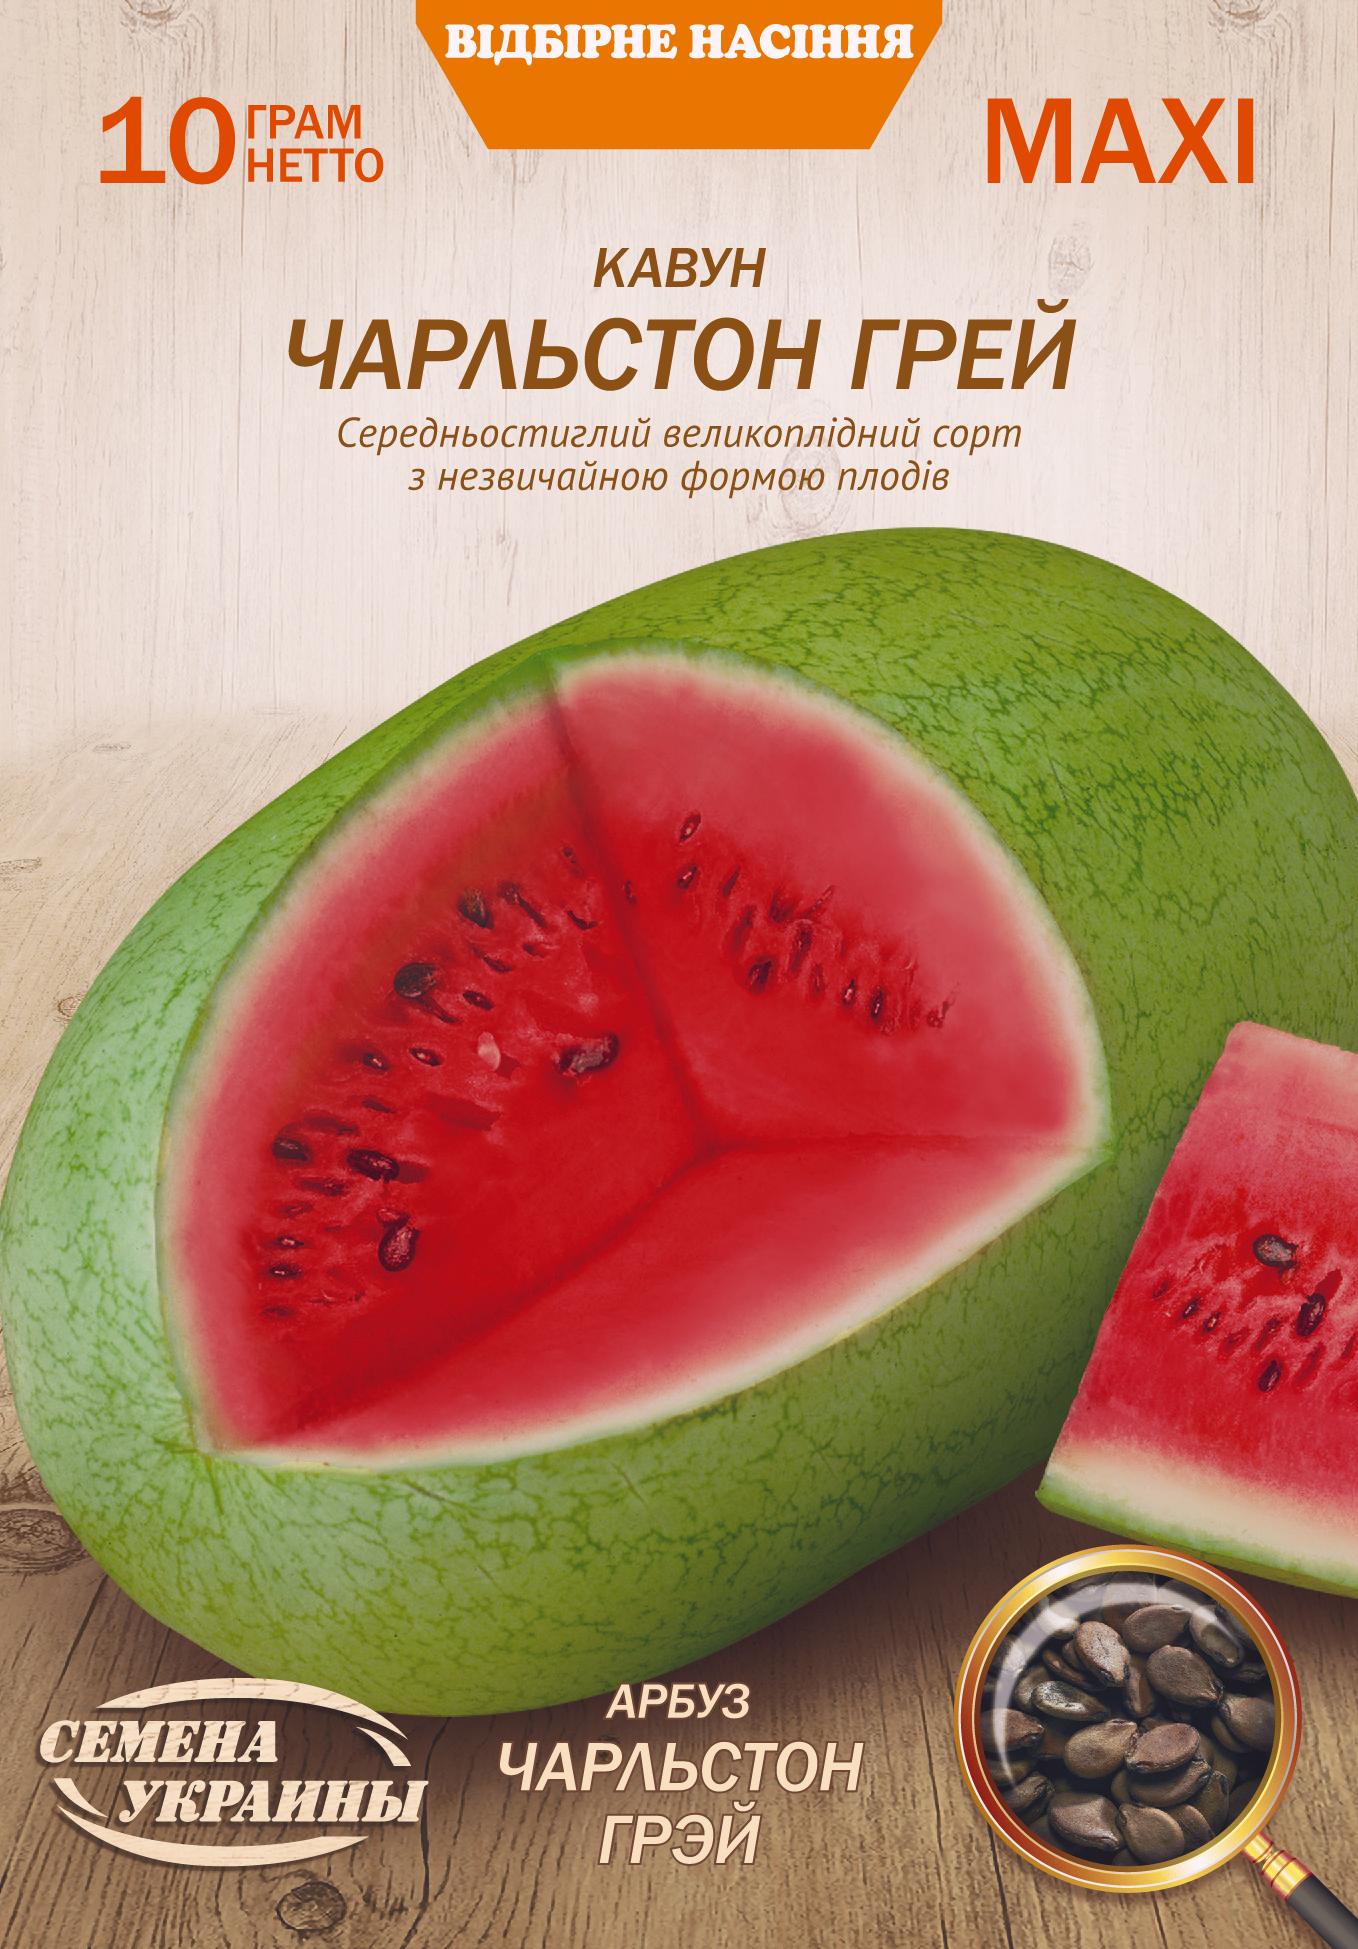 ВІДБІРНЕ НАСІННЯ
10 ГРАМ
НЕТТО
MAXI
КАВУН
ЧАРЛЬСТОН ГРЕЙ
Середньостиглий великоплідний сорт
з незвичайною формою плодів
СЕМЕНА
УКРАИНЫ
АРБУЗ
ЧАРЛЬСТОН
ГРЭЙ